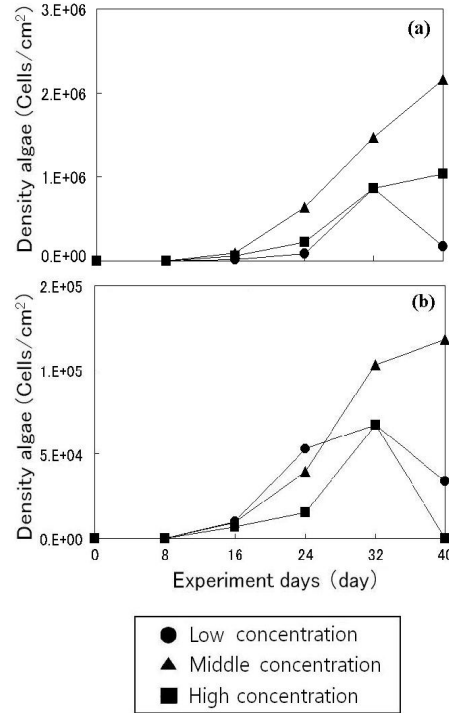 3.E+06
(a)
2.E+06
1.E+06
0.E+00
Density algae (Cells/cm²)
2.E+05
(b)
1.E+05
5.E+04
0.E+00
Density algae (Cells/cm²)
0 8 16 24 32 40
Experiment days (day)
Low concentration
Middle concentration
High concentration